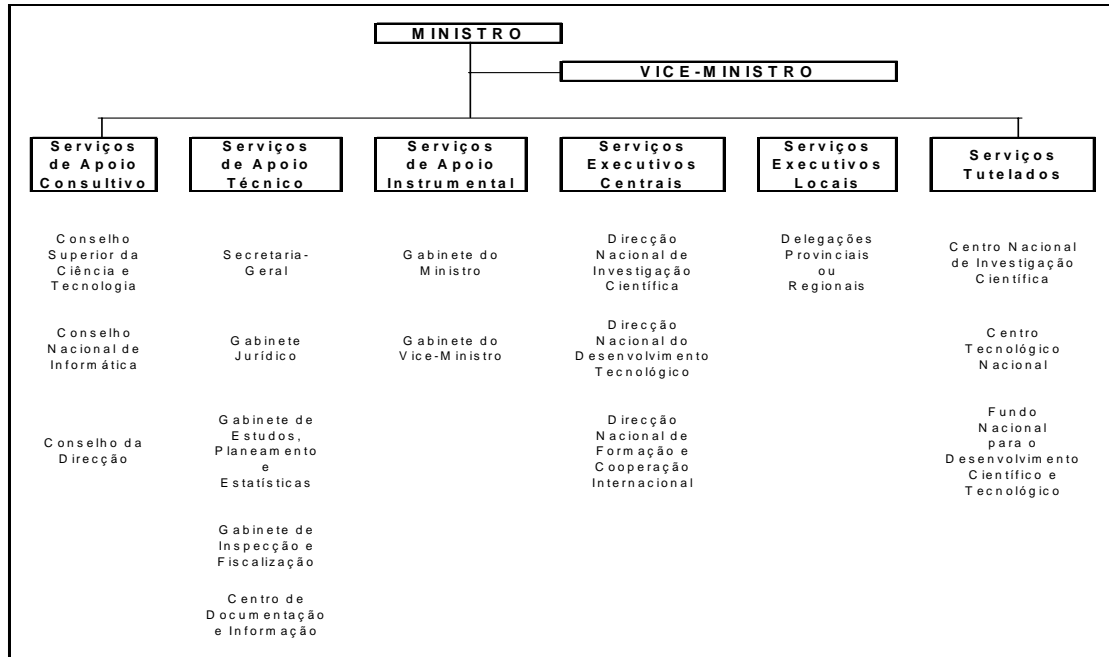 MINISTRO
VICE-MINISTRO
Serviços
de Apoio
Consultivo
Serviços
de Apoio
Técnico
Serviços
de Apoio
Instrumental
Serviços
Executivos
Centrais
Serviços
Executivos
Locais
Serviços
Tutelados
Conselho
Superior da
Ciência e
Tecnologia
Conselho
Nacional de
Informática
Conselho da
Direcção
Secretaria-
Geral
Gabinete
Jurídico
Gabinete de
Estudos,
Planeamento
e
Estatísticas
Gabinete de
Inspecção e
Fiscalização
Centro de
Documentação
e Informação
Gabinete do
Ministro
Gabinete do
Vice-Ministro
Direcção
Nacional de
Investigação
Científica
Direcção
Nacional do
Desenvolvimento
Tecnológico
Direcção
Nacional de
Formação e
Cooperação
Internacional
Delegações
Provinciais
ou
Regionais
Centro Nacional
de Investigação
Científica
Centro
Tecnológico
Nacional
Fundo
Nacional
para o
Desenvolvimento
Científico e
Tecnológico